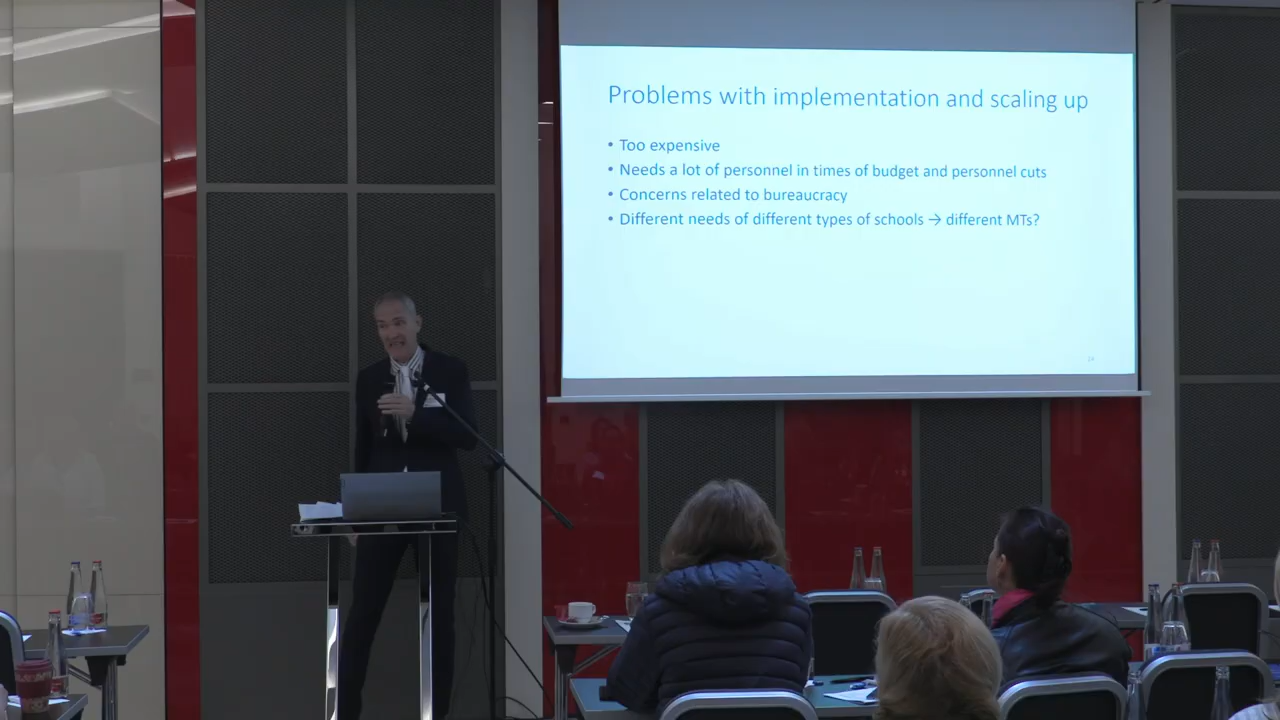 Problems with implementation and scaling up
• Too expensive
• Needs a lot of personnel in times of budget and personnel cuts
• Concerns related to bureaucracy
• Different needs of different types of schools → different MTs?